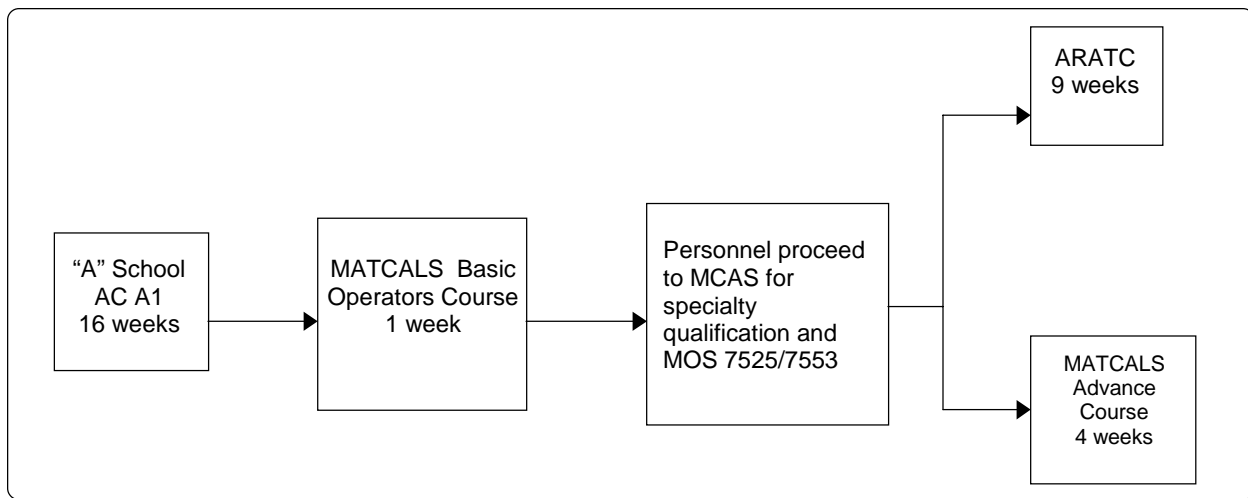 “A” School
AC A1
16 weeks
MATCALS Basic
Operators Course
1 week
Personnel proceed
to MCAS for
specialty
qualification and
MOS 7525/7553
ARATC
9 weeks
MATCALS
Advance
Course
4 weeks